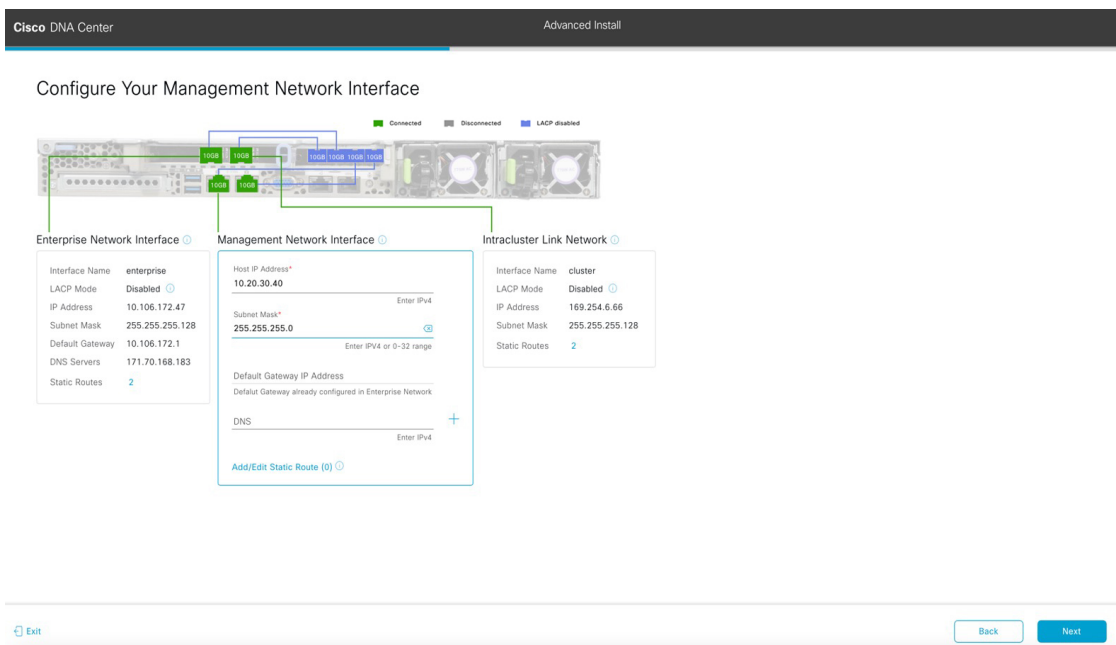 Cisco DNA Center
Advanced Install
Configure Your Management Network Interface
Connected
Disconnected
LACP disabled
10GB 10GB 10GB 10GB 10GB 10GB
10GB 10GB
Enterprise Network Interface
Interface Name enterprise
LACP Mode Disabled
IP Address 10.106.172.47
Subnet Mask 255.255.255.128
Default Gateway 10.106.172.1
DNS Servers 171.70.168.183
Static Routes 2
Management Network Interface
Host IP Address*
10.20.30.40
Enter IPv4
Subnet Mask*
255.255.255.0
Enter IPV4 or 0-32 range
Default Gateway IP Address
Defalut Gateway already configured in Enterprise Network
DNS
Enter IPv4
Add/Edit Static Route (0)
Intracluster Link Network
Interface Name cluster
LACP Mode Disabled
IP Address 169.254.6.66
Subnet Mask 255.255.255.128
Static Routes 2
Exit
Back
Next